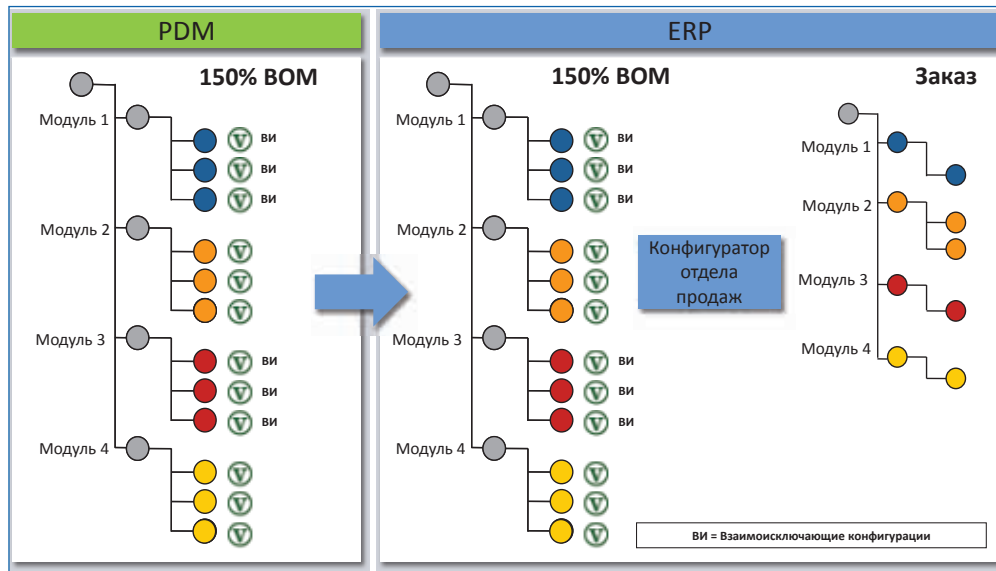 PDM
ERP
150% BOM
Модуль 1
V ви
V ви
V ви
Модуль 2
V
V
V
Модуль 3
V ви
V ви
V ви
Модуль 4
V
V
V
150% BOM
Модуль 1
V ви
V ви
V ви
Модуль 2
V
V
V
Модуль 3
V ви
V ви
V ви
Модуль 4
V
V
V
Конфигуратор
отдела
продаж
Заказ
Модуль 1
Модуль 2
Модуль 3
Модуль 4
ВИ = Взаимоисключающие конфигурации